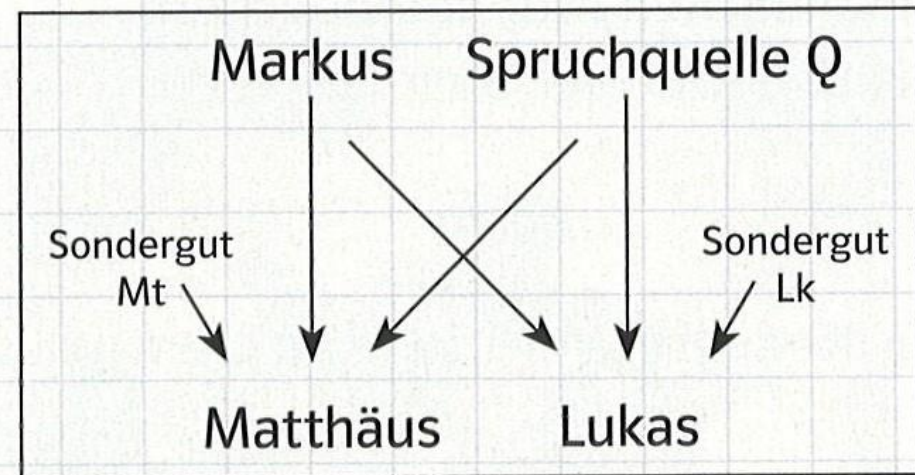 Markus Spruchquelle Q
Sondergut
Mt
Sondergut
Lk
Matthäus Lukas